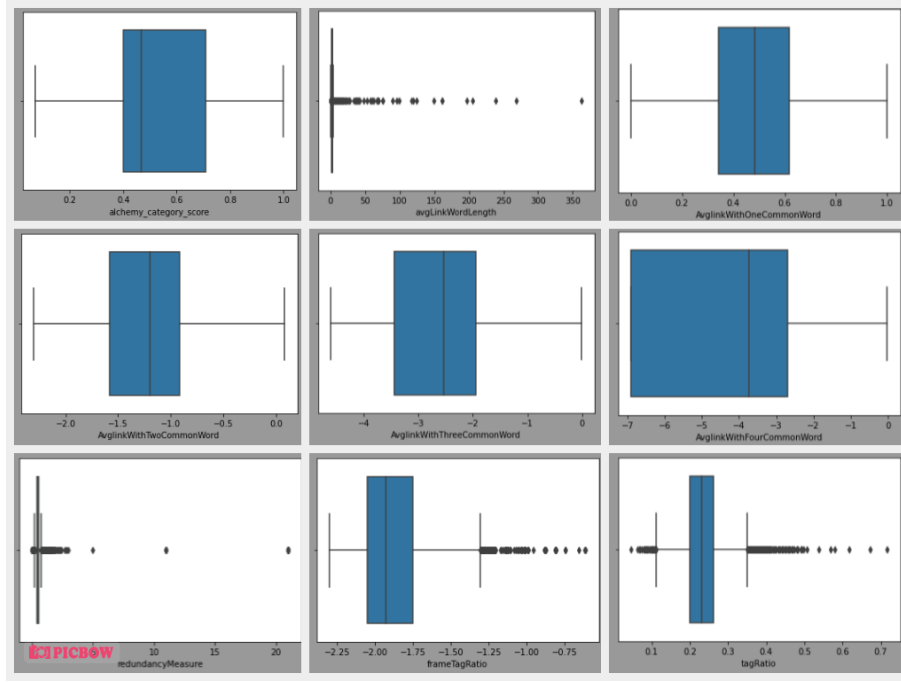 0.2 0.4 0.6 0.8 1.0
alchemy_category_score
0 50 100 150 200 250 300 350
avgLinkWordLength
0.0 0.2 0.4 0.6 0.8 1.0
AvglinkWithOneCommonWord
−2.0 −1.5 −1.0 −0.5 0.0
AvglinkWithTwoCommonWord
−4 −3 −2 −1 0
AvglinkWithThreeCommonWord
−7 −6 −5 −4 −3 −2 −1 0
AvglinkWithFourCommonWord
10 15 20
redundancyMeasure
PICBOW
−2.25 −2.00 −1.75 −1.50 −1.25 −1.00 −0.75
frameTagRatio
0.1 0.2 0.3 0.4 0.5 0.6 0.7
tagRatio